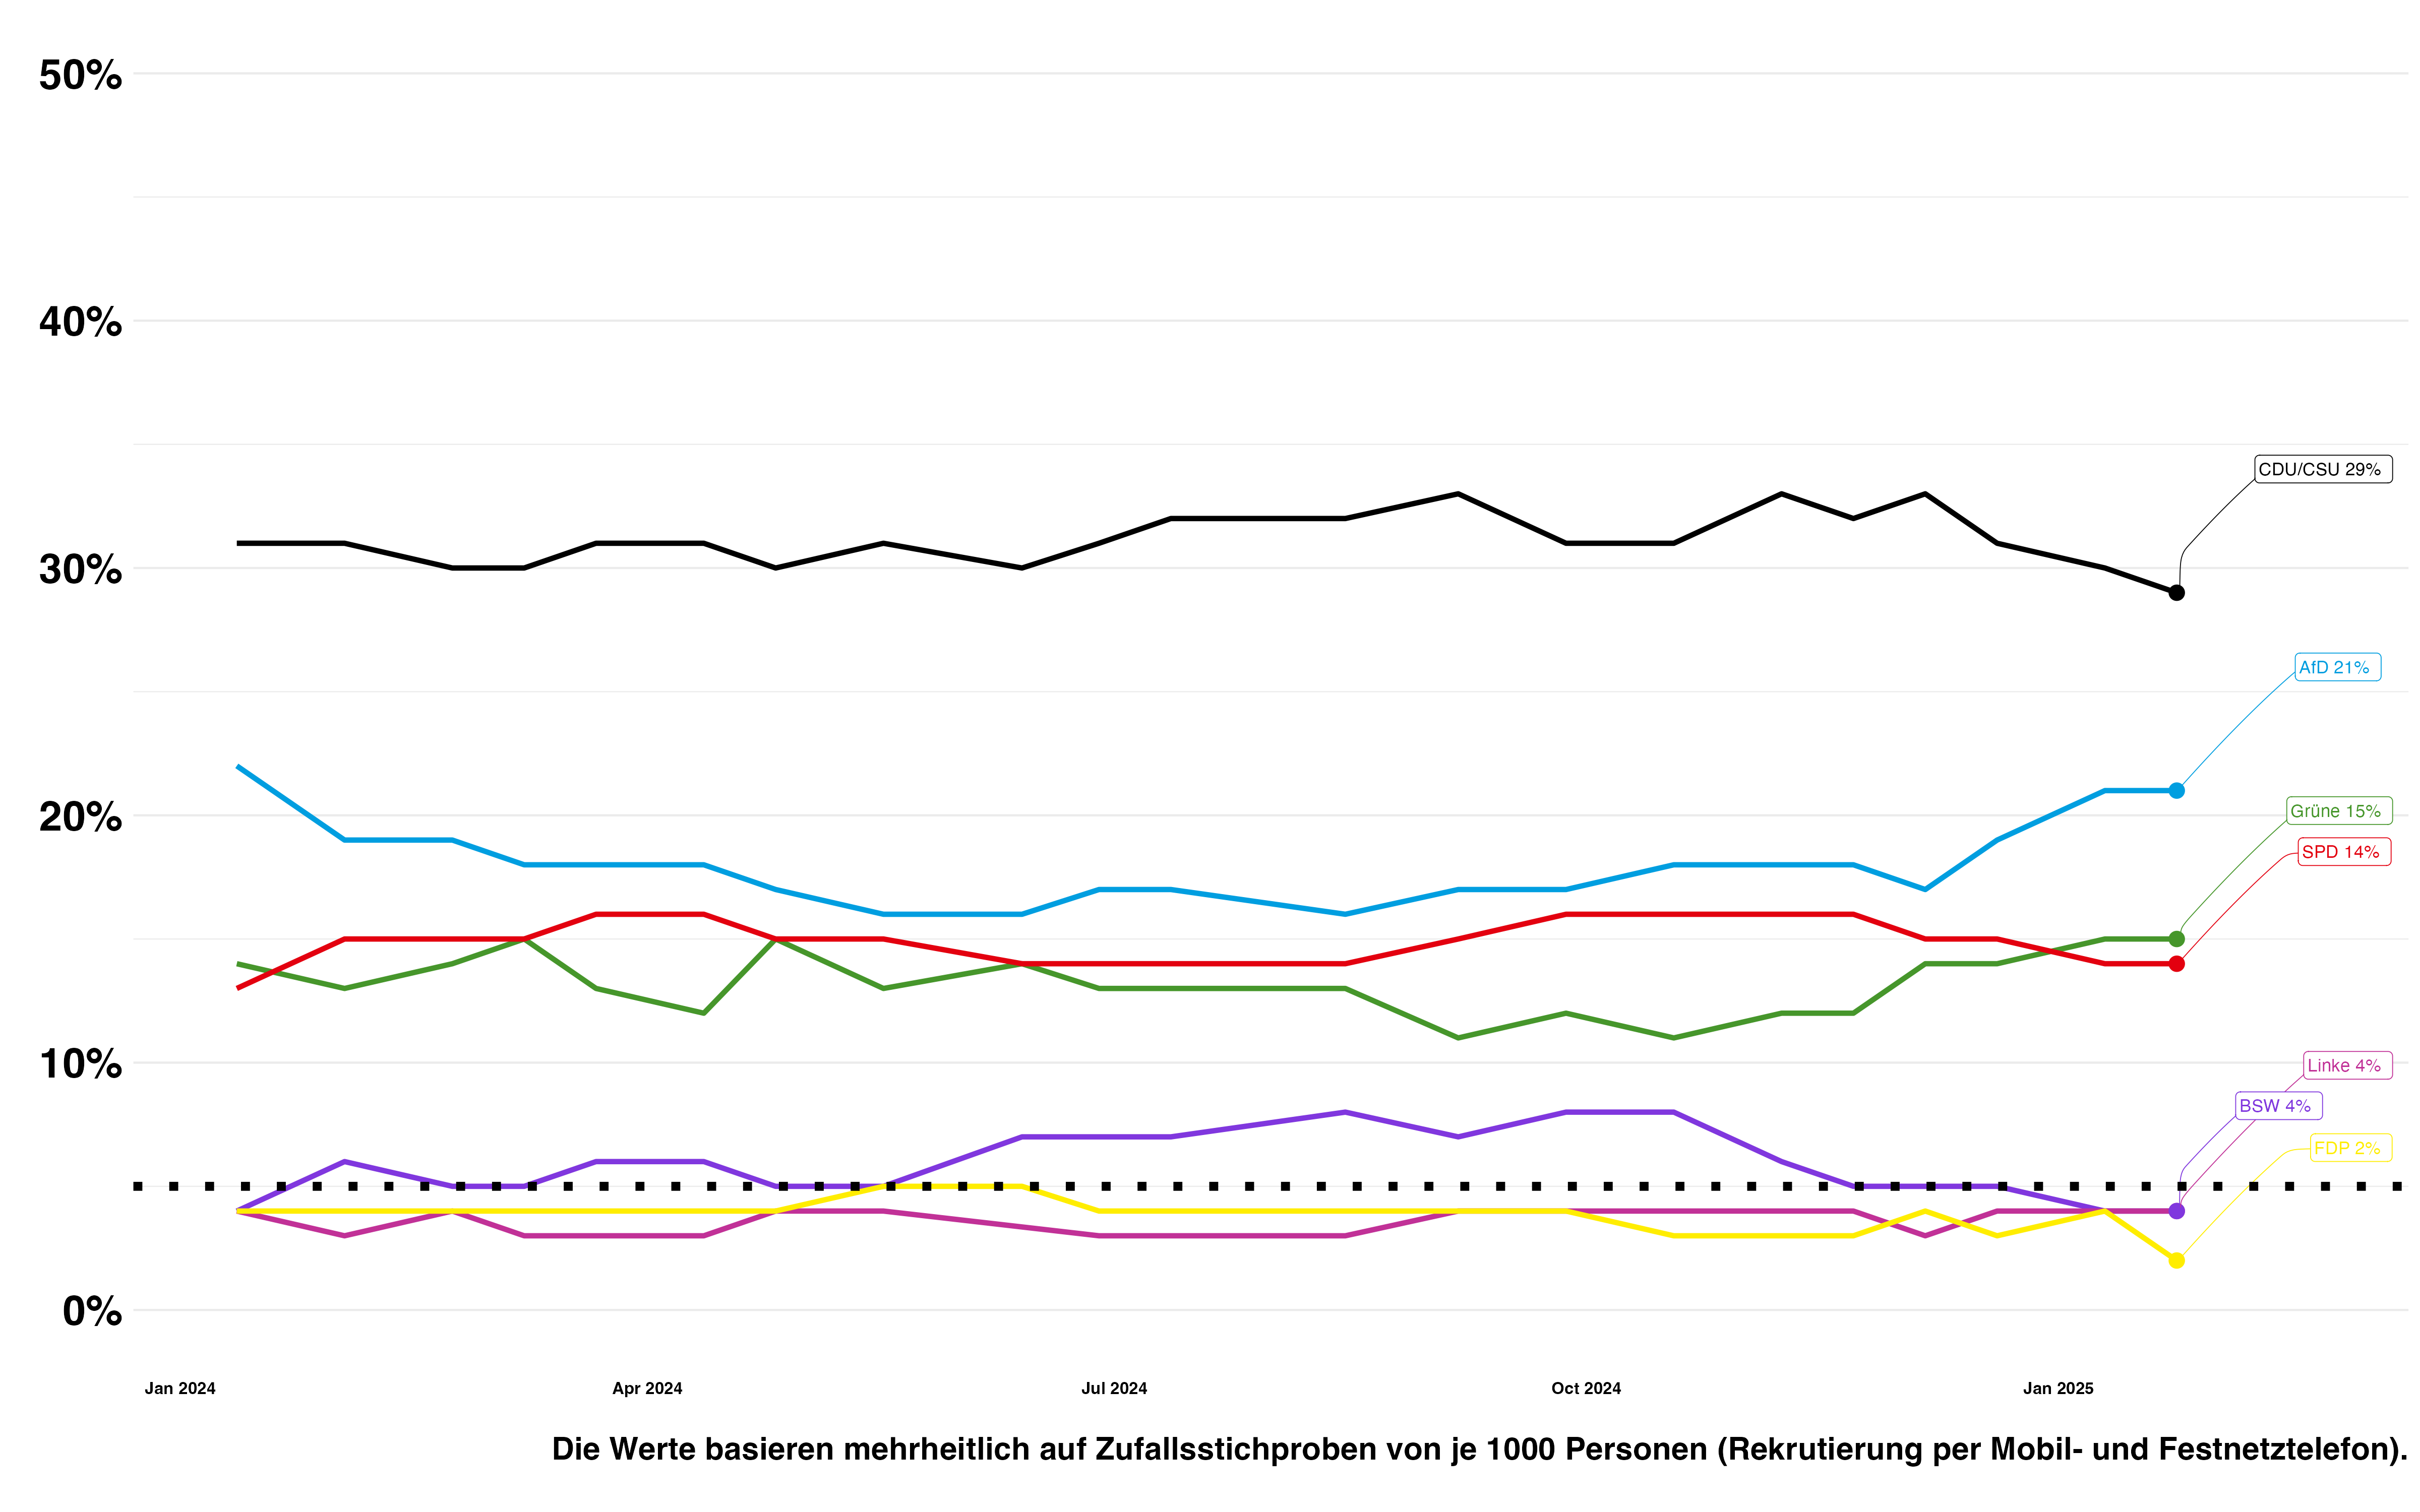 50%
40%
30%
20%
10%
0%
CDU/CSU 29%
AfD 21%
Grüne 15%
SPD 14%
Linke 4%
BSW 4%
FDP 2%
Jan 2024
Apr 2024
Jul 2024
Oct 2024
Jan 2025
Die Werte basieren mehrheitlich auf Zufallsstichproben von je 1000 Personen (Rekrutierung per Mobil- und Festnetztelefon).